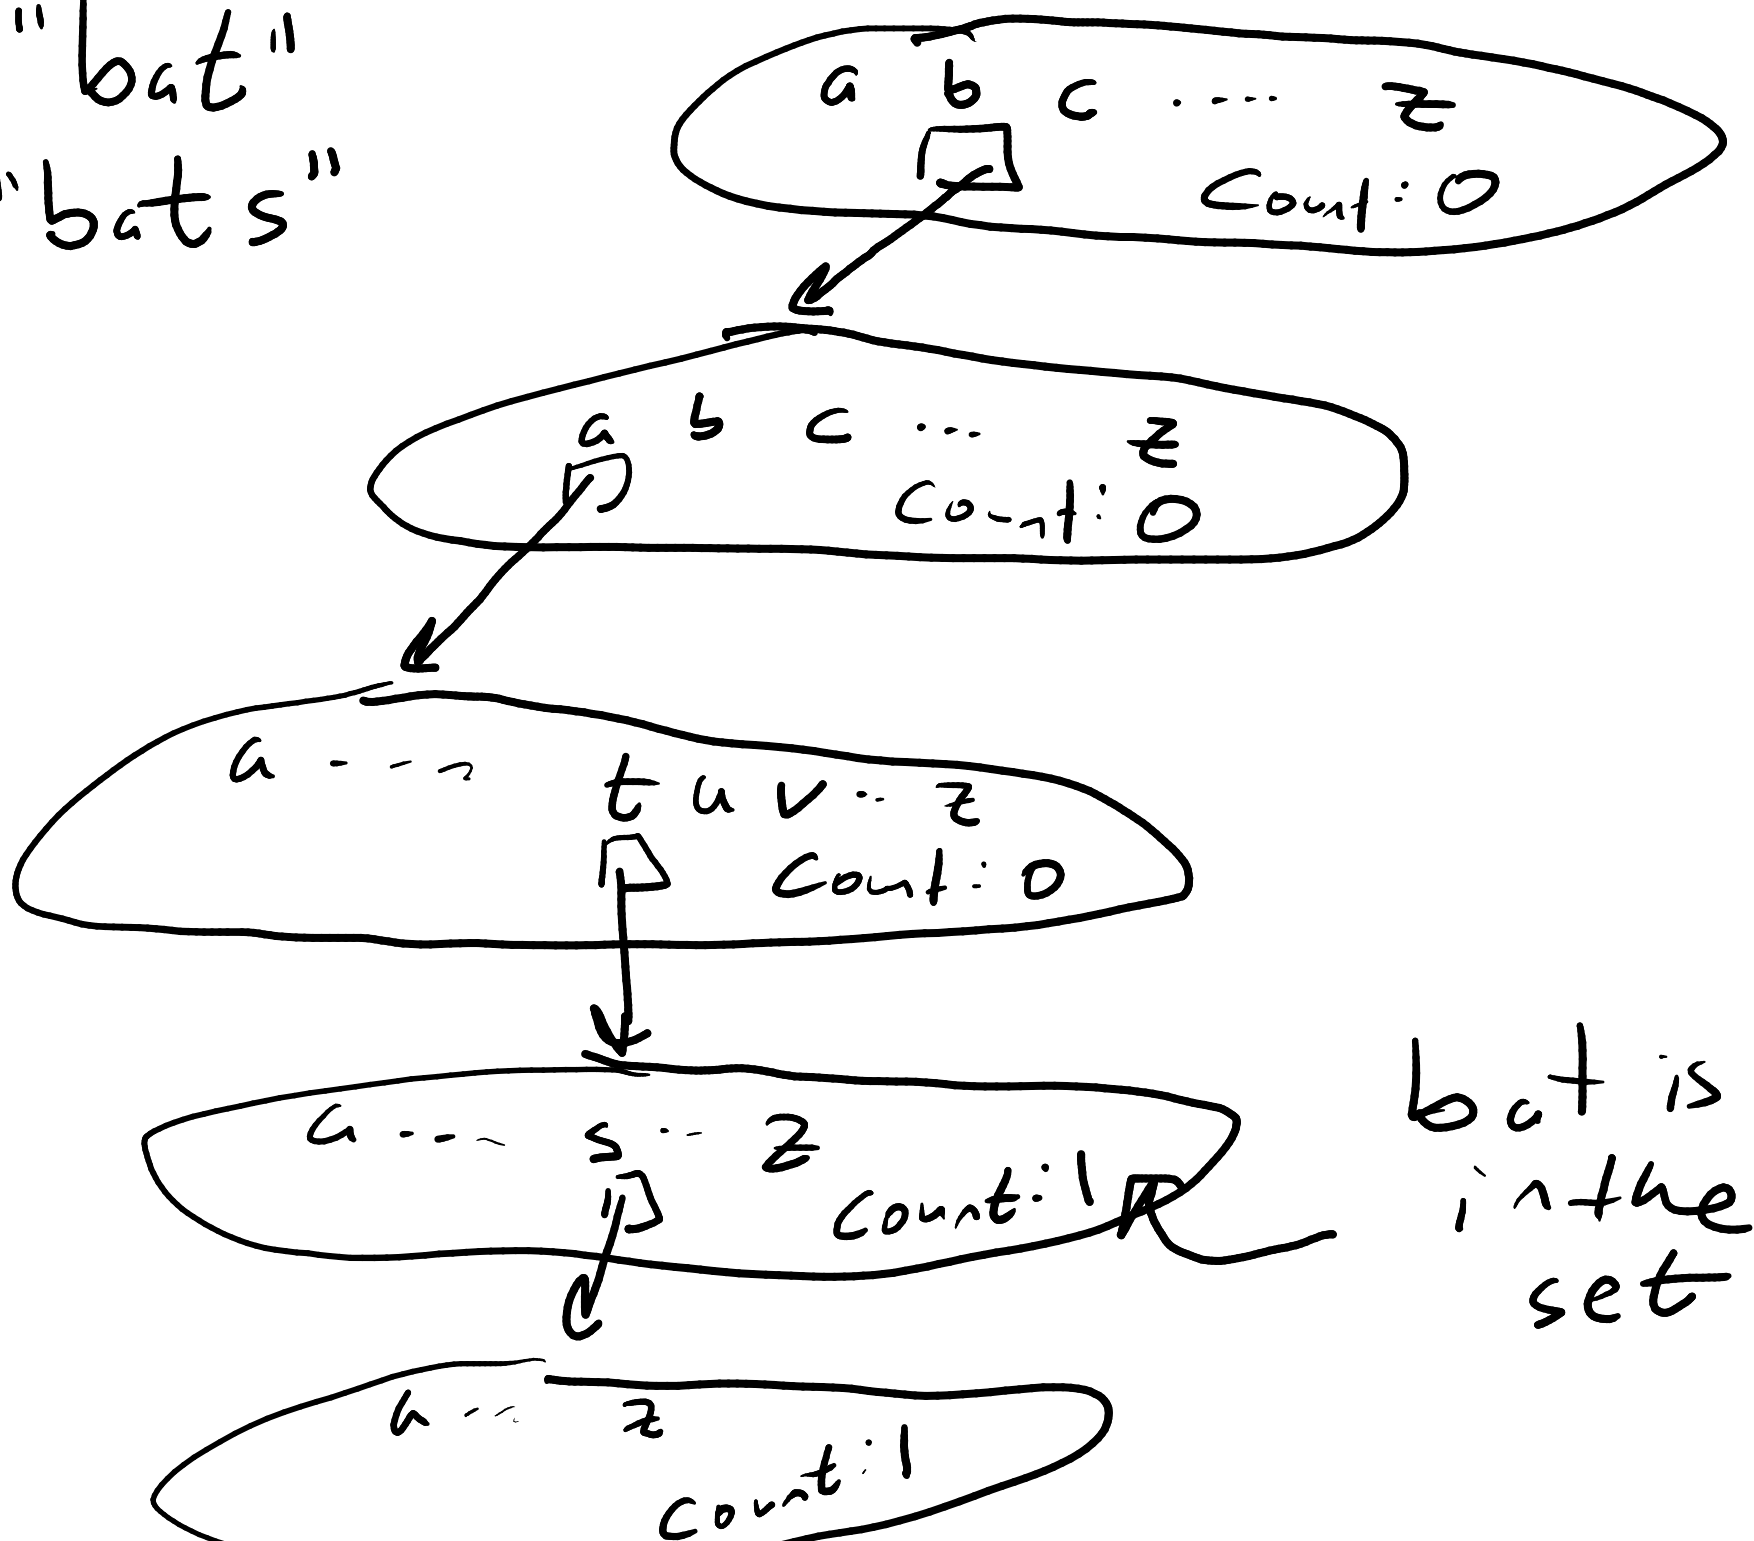 "bat"
"bats"
a b c ..... z
Count: 0
a b c ... z
Count: 0
a --- t u v .. z
Count: 0
a --- s -- z
count: 1
bat is
in the
set
a -- z
count: 1